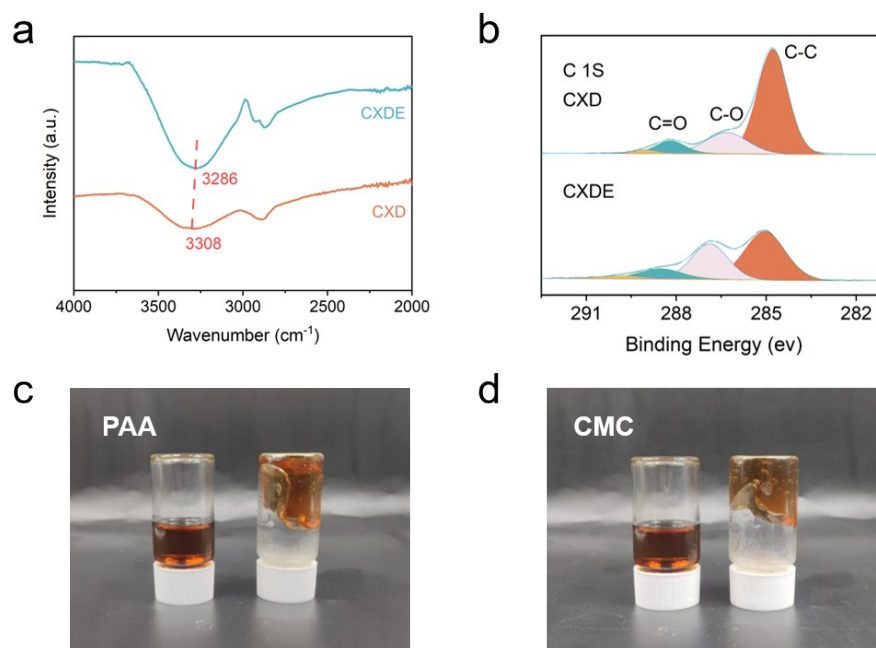 a
CXDE
3286
CXD
3308
Intensity (a.u.)
4000 3500 3000 2500 2000
Wavenumber (cm⁻¹)
b
C 1S
CXD
C=O
C-O
C-C
CXDE
291 288 285 282
Binding Energy (ev)
c
PAA
d
CMC